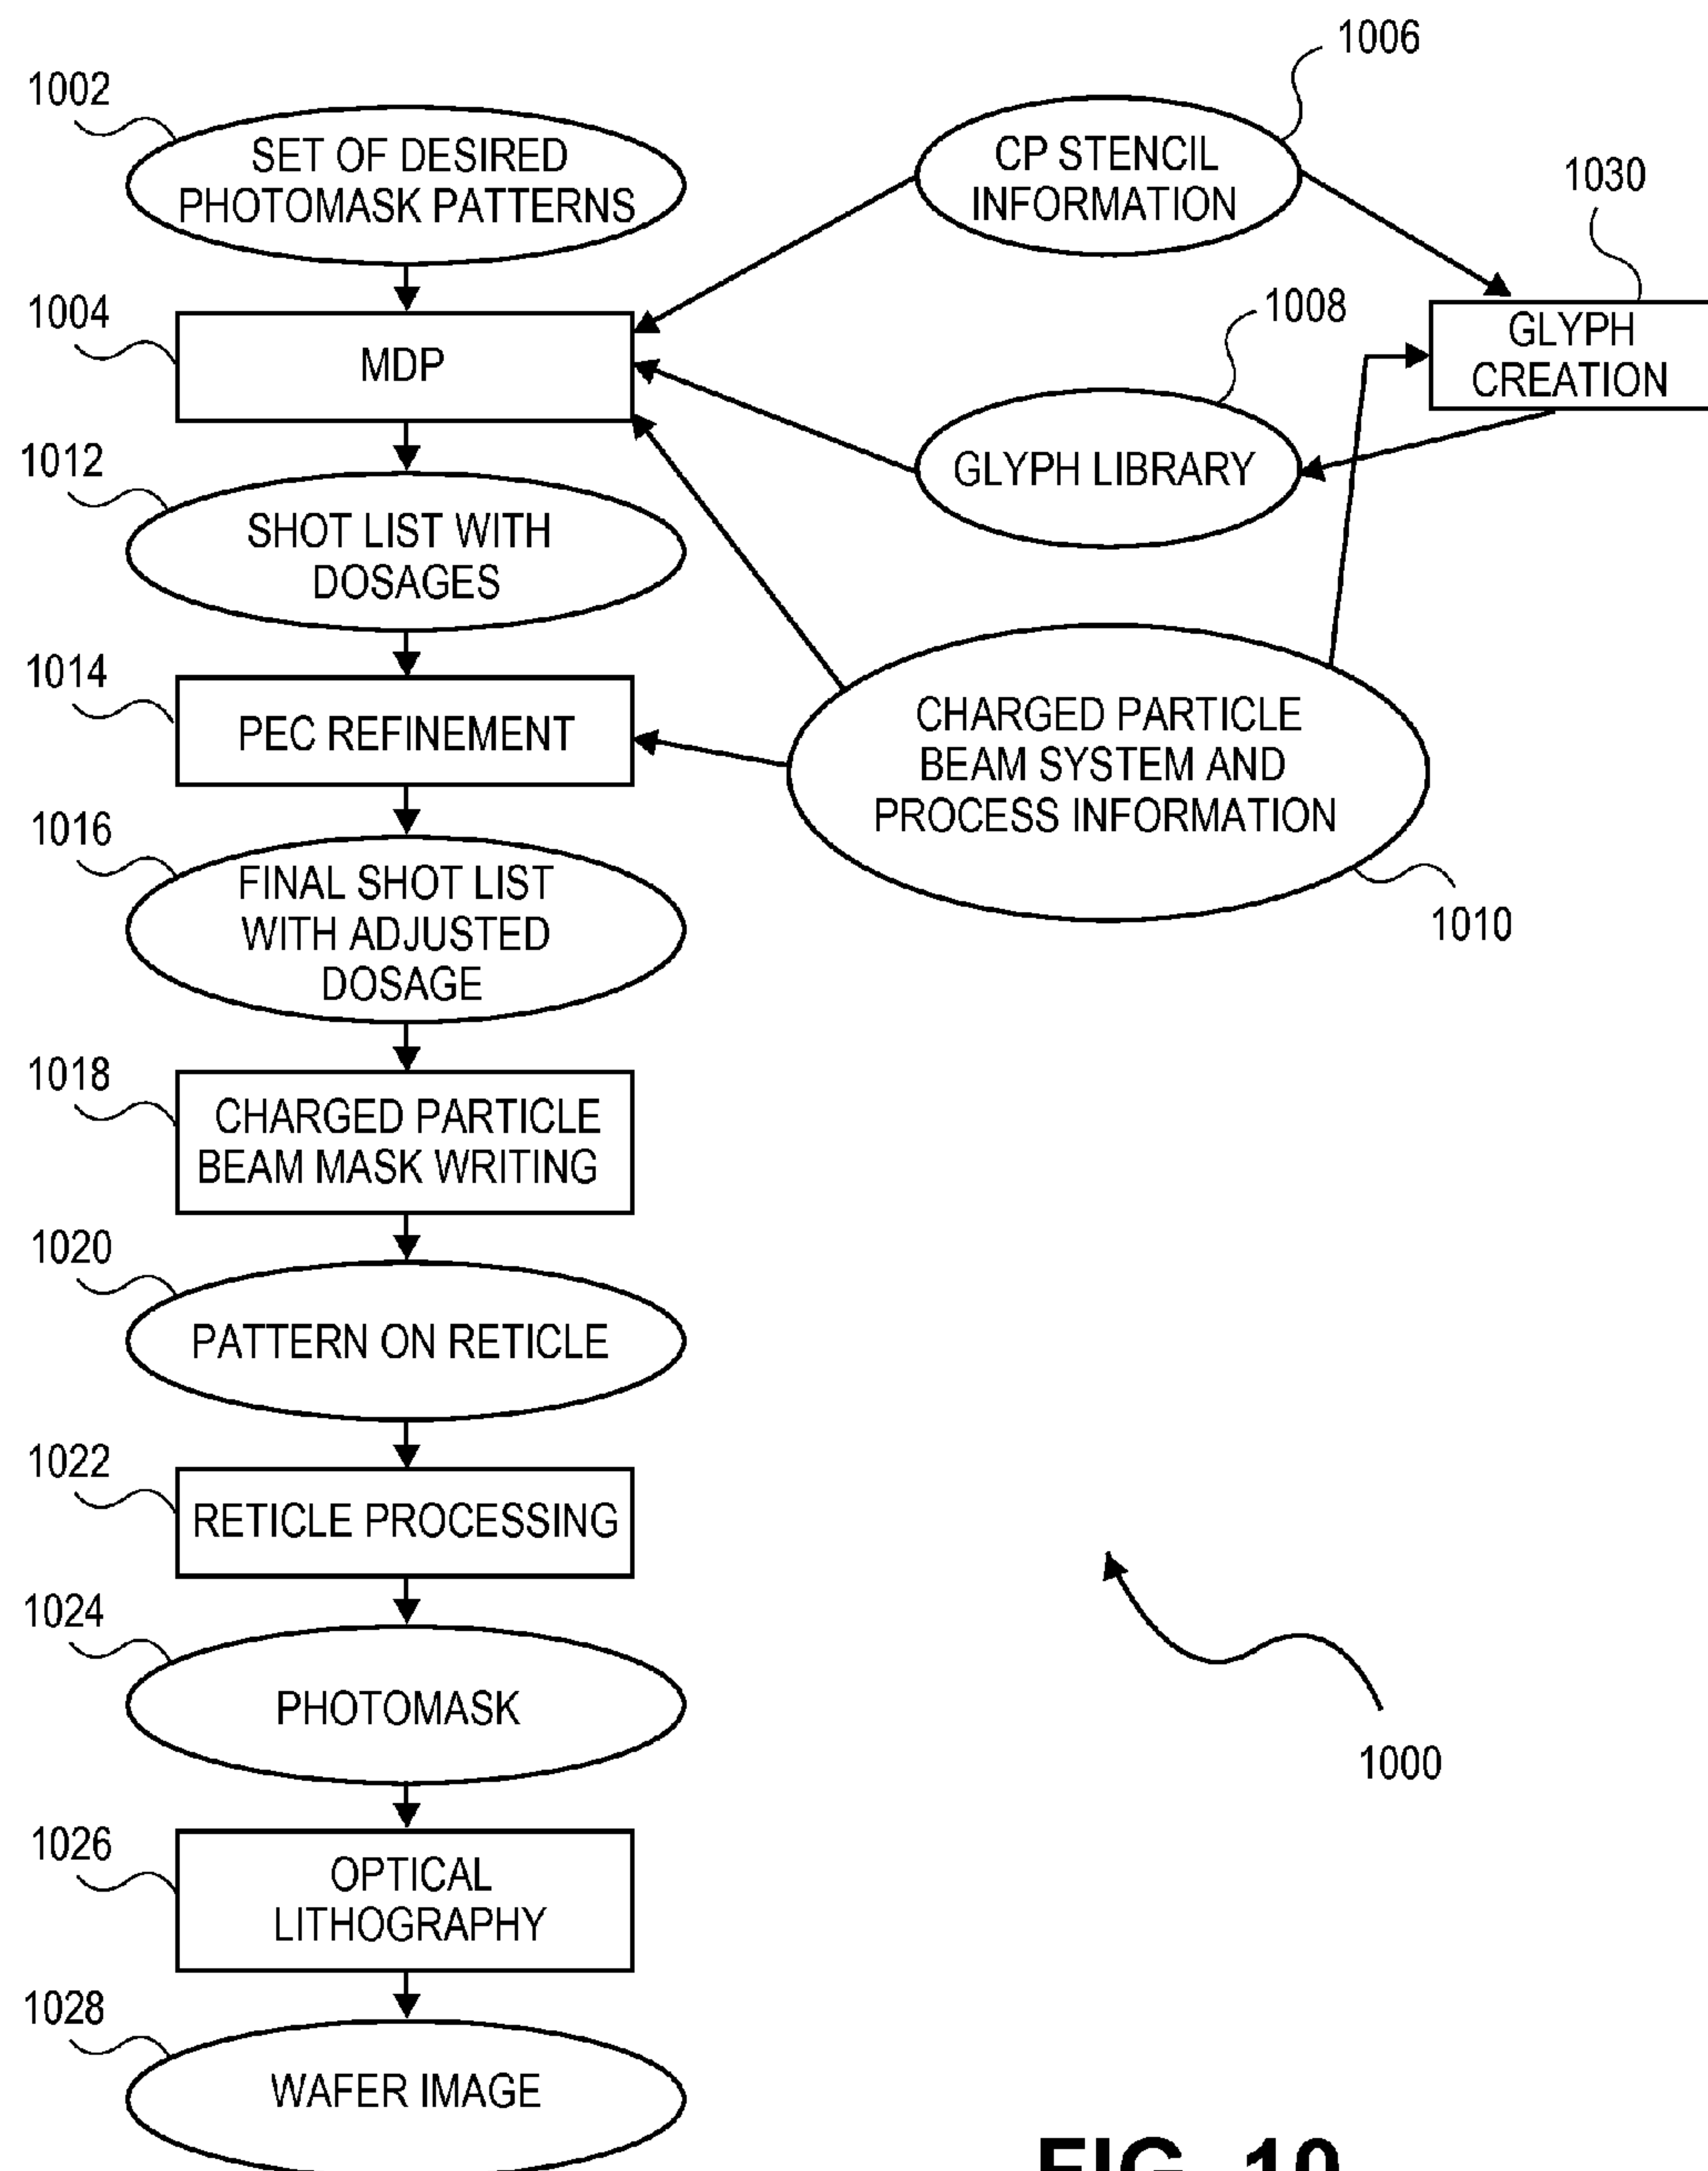 1002
SET OF DESIRED
PHOTOMASK PATTERNS
1006
CP STENCIL
INFORMATION
1030
GLYPH
CREATION
1004
MDP
1008
GLYPH LIBRARY
1012
SHOT LIST WITH
DOSAGES
1014
PEC REFINEMENT
CHARGED PARTICLE
BEAM SYSTEM AND
PROCESS INFORMATION
1010
1016
FINAL SHOT LIST
WITH ADJUSTED
DOSAGE
1018
CHARGED PARTICLE
BEAM MASK WRITING
1020
PATTERN ON RETICLE
1022
RETICLE PROCESSING
1024
PHOTOMASK
1000
1026
OPTICAL
LITHOGRAPHY
1028
WAFER IMAGE
FIG. 10